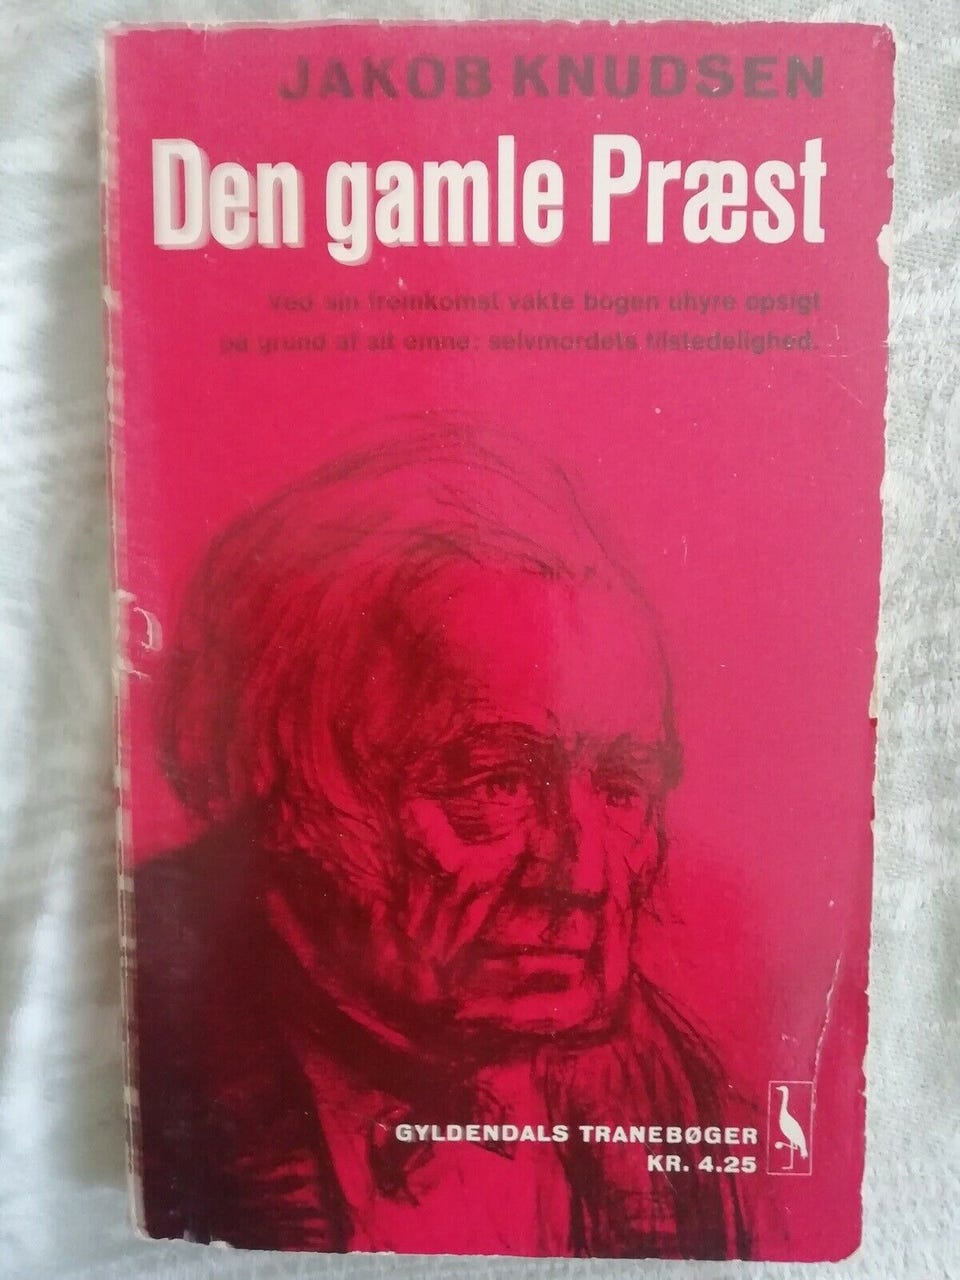 JAKOB KNUDSEN
Den gamle Præst
Ved sin fremkomst vakte bogen uhyre opsigt
på grund af sit emne: selvmordets tilstedelighed.
GYLDENDALS TRANEBØGER
KR. 4.25